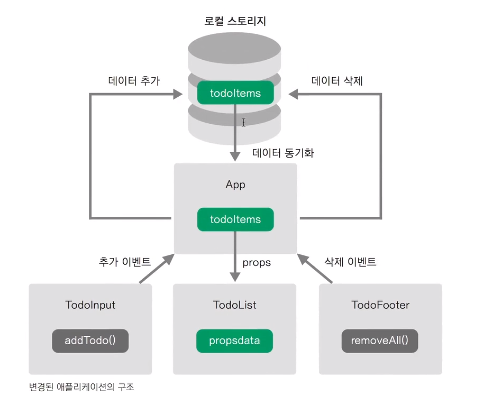 로컬 스토리지
데이터 추가
데이터 삭제
todoItems
데이터 동기화
App
todoItems
추가 이벤트
props
삭제 이벤트
TodoInput
TodoList
TodoFooter
addTodo()
propsdata
removeAll()
변경된 애플리케이션의 구조